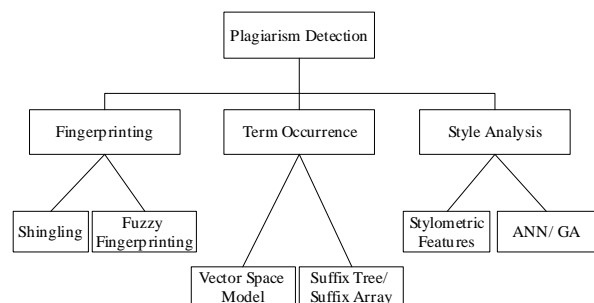 Plagiarism Detection
Fingerprinting
Term Occurrence
Style Analysis
Shingling
Fuzzy
Fingerprinting
Stylometric
Features
ANN/ GA
Vector Space
Model
Suffix Tree/
Suffix Array